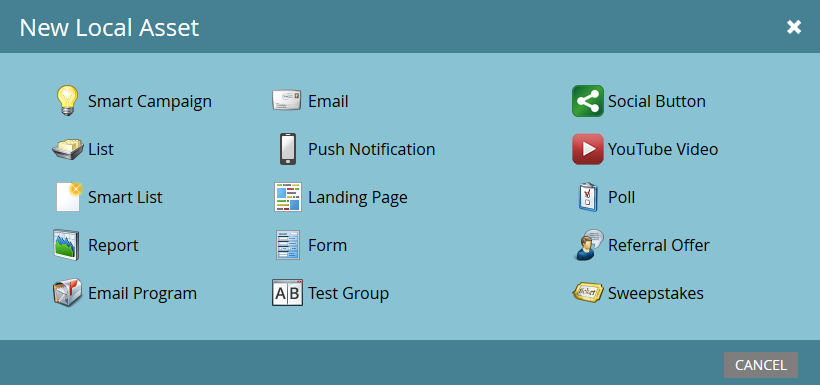 New Local Asset
Smart Campaign
List
Smart List
Report
Email Program
Email
Push Notification
Landing Page
Form
A B
Test Group
Social Button
YouTube Video
Poll
Referral Offer
Sweepstakes
CANCEL